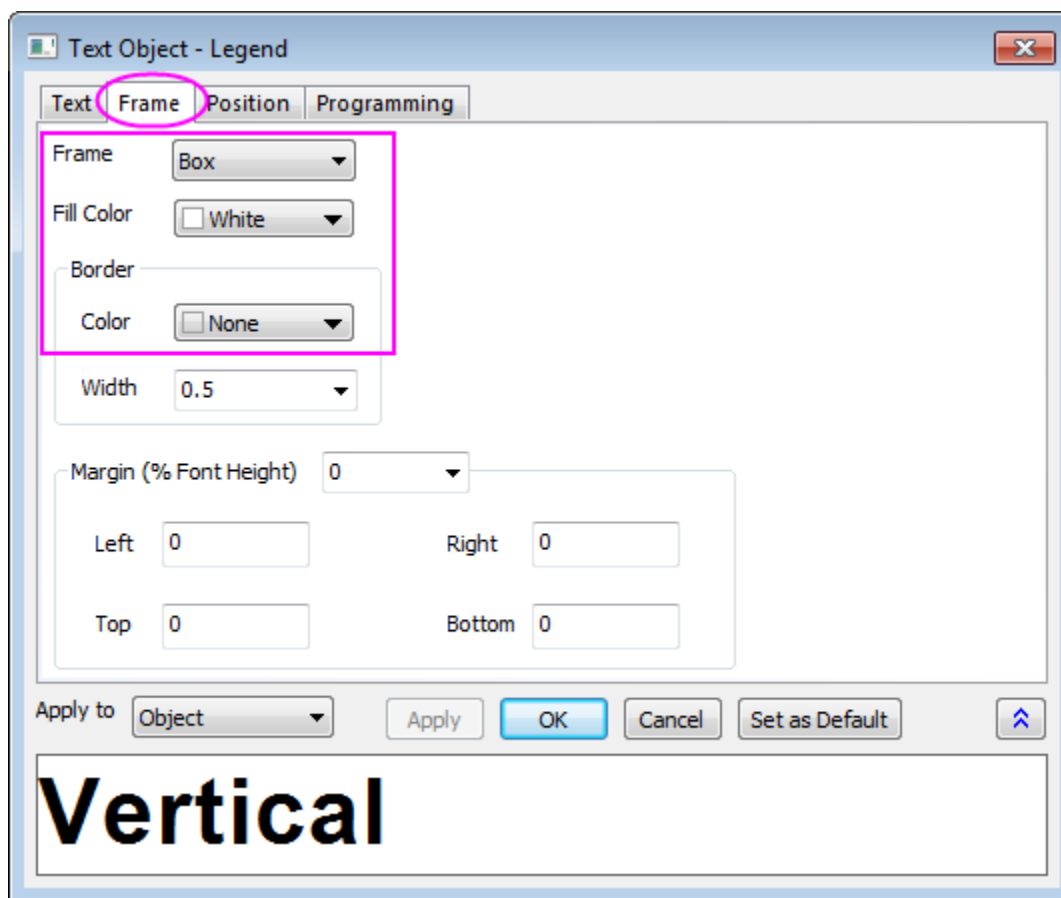 Text Object - Legend
Text Frame Position Programming
Frame Box
Fill Color White
Border
Color None
Width 0.5
Margin (% Font Height) 0
Left 0 Right 0
Top 0 Bottom 0
Apply to Object Apply OK Cancel Set as Default
Vertical